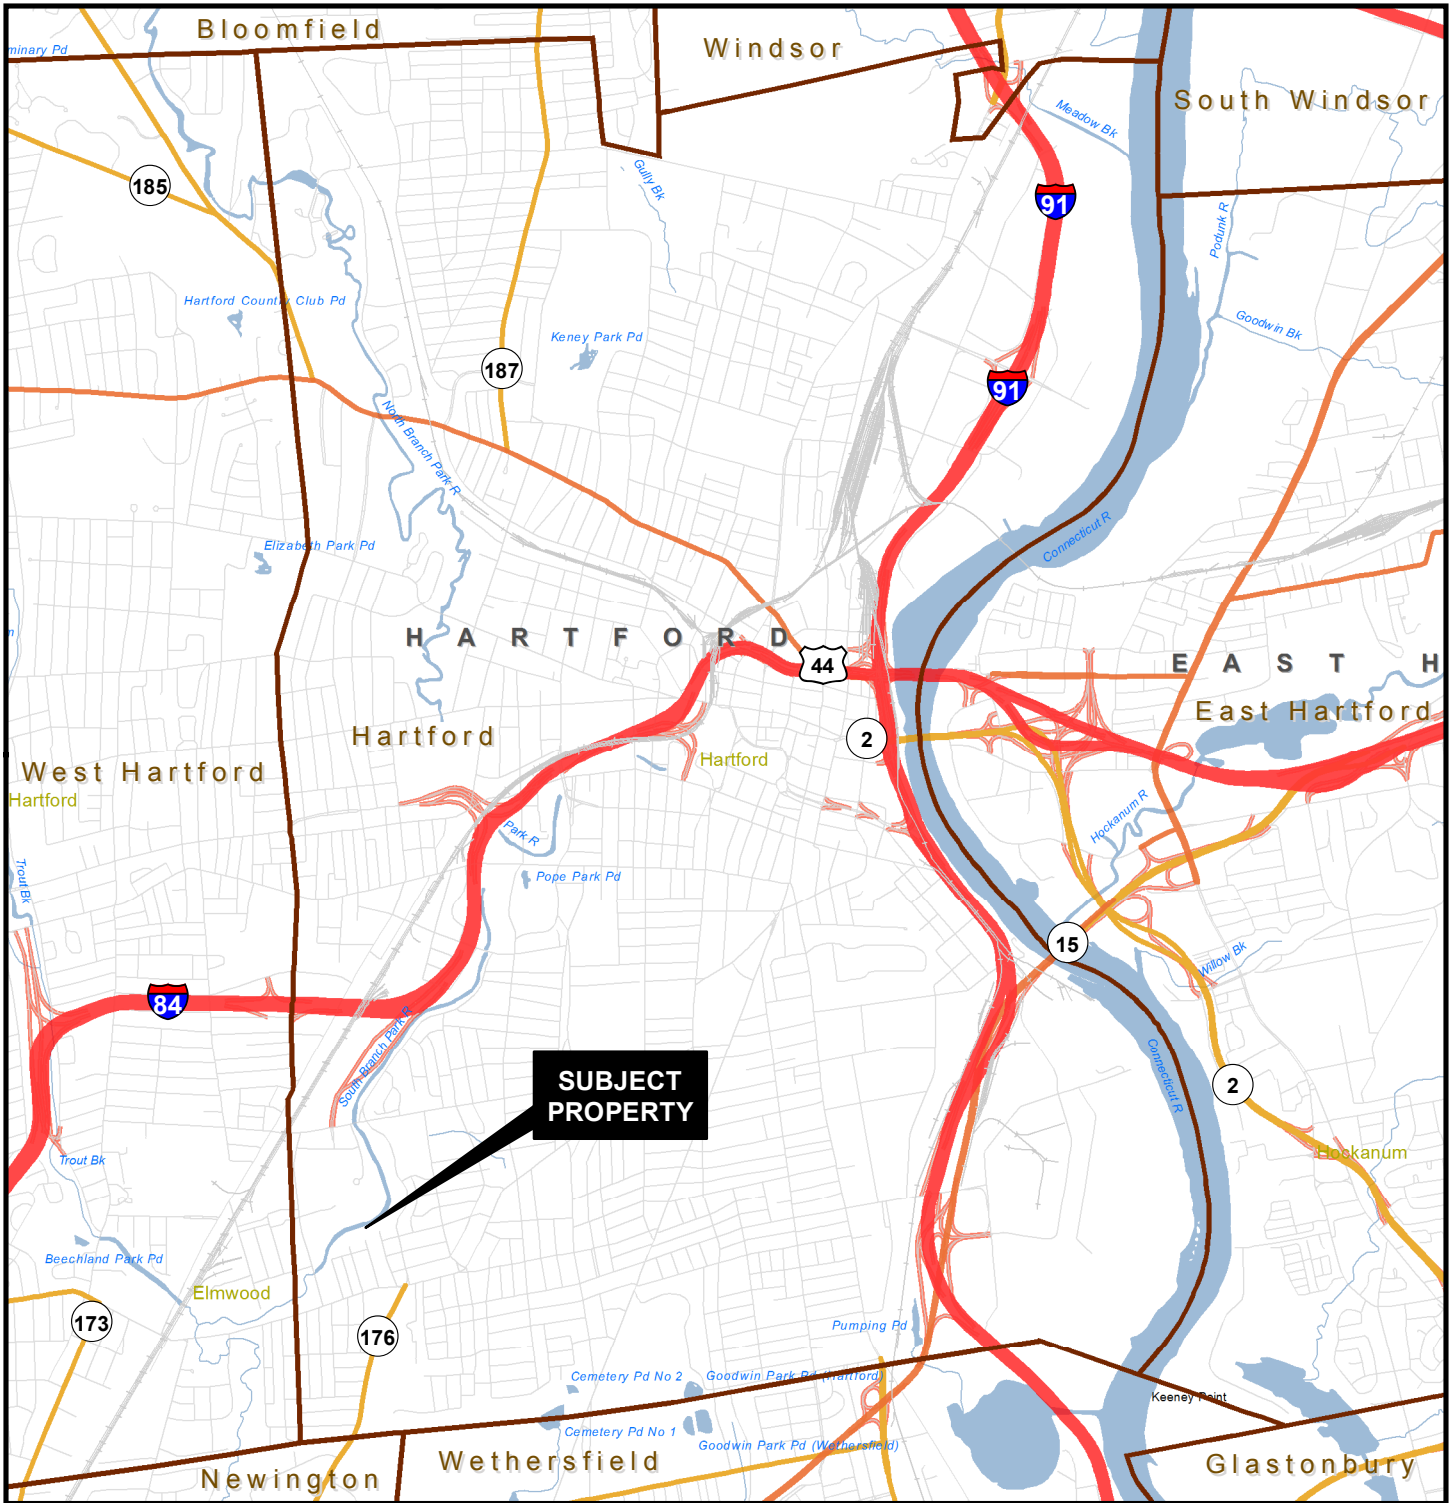 Bloomfield
Windsor
minary Pd
South Windsor
Meadow Bk
Gully Bk
185
91
Podunk R
Hartford Country Club Pd
Goodwin Bk
Keney Park Pd
187
91
North Branch Park R
Connecticut R
Elizabeth Park Pd
n
HARTFORD
44
EAST H
East Hartford
Hartford
2
Hartford
West Hartford
Hartford
Hockanum R
Park R
Trout Bk
Pope Park Pd
15
Willow Bk
84
South Branch Park R
Connecticut R
SUBJECT
PROPERTY
2
Hockanum
Trout Bk
Beechland Park Pd
Elmwood
173
176
Pumping Pd
Cemetery Pd No 2
Goodwin Park Pd (Hartford)
Keeney Point
Cemetery Pd No 1
Goodwin Park Pd (Wethersfield)
Wethersfield
Glastonbury
Newington